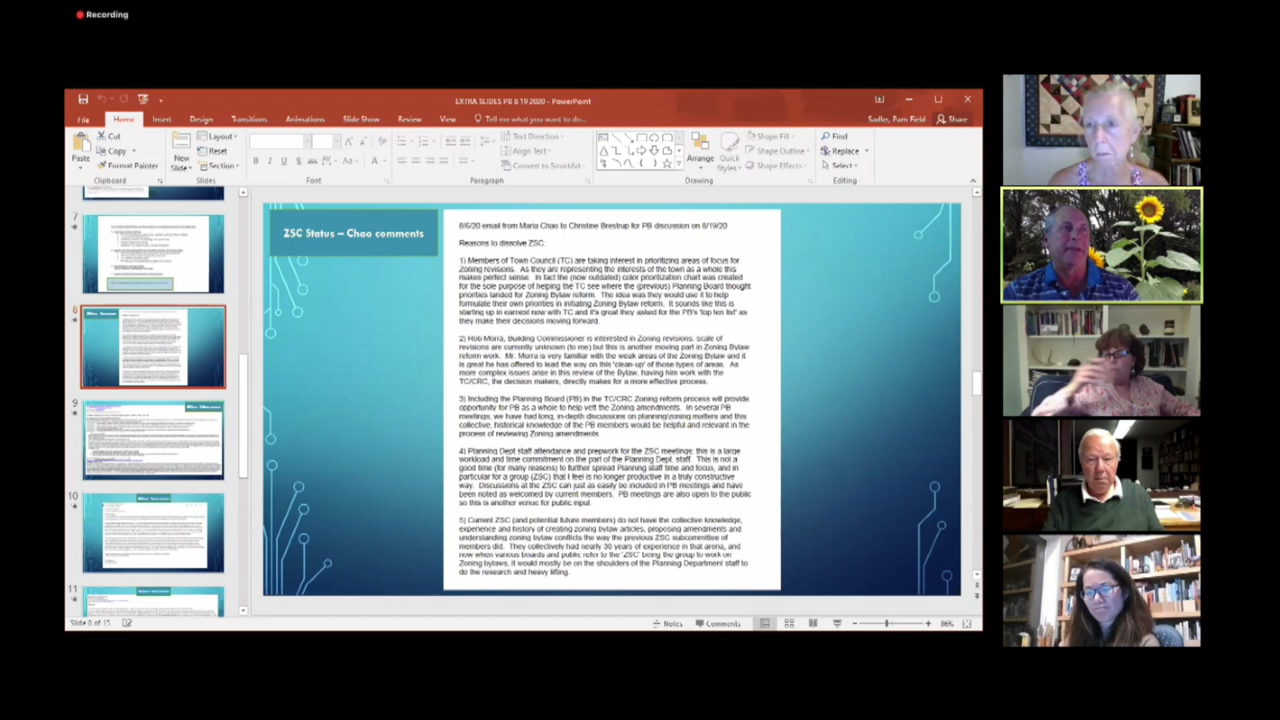 Recording
EXTRA SLIDES PB 8 19 2020 - PowerPoint
Sadler, Pam Field
Share
File
Home
Insert
Design
Transitions
Animations
Slide Show
Review
View
Tell me what you want to do...
Paste
Cut
Copy
Format Painter
Clipboard
New
Slide
Layout
Reset
Section
Slides
Font
Text Direction
Align Text
Convert to SmartArt
Paragraph
Arrange
Quick
Styles
Shape Fill
Shape Outline
Shape Effects
Drawing
Find
Replace
Select
Editing
7
8
9
10
11
ZSC Status – Chao comments
8/6/20 email from Maria Chao to Christine Brestrup for PB discussion on 8/19/20
Reasons to dissolve ZSC.
1) Members of Town Council (TC) are taking interest in prioritizing areas of focus for
Zoning revisions. As they are representing the interests of the town as a whole this
makes perfect sense. In fact the (now outdated) color prioritization chart was created
for the sole purpose of helping the TC see where the (previous) Planning Board thought
priorities landed for Zoning Bylaw reform. The idea was they would use it to help
formulate their own priorities in initiating Zoning Bylaw reform. It sounds like this is
starting up in earnest now with TC and it's great they asked for the PB's 'top ten list' as
they make their decisions moving forward.
2) Rob Morra, Building Commissioner is interested in Zoning revisions. Scale of
revisions are currently unknown (to me) but this is another moving part in Zoning Bylaw
reform work. Mr. Morra is very familiar with the weak areas of the Zoning Bylaw and it
is great he has offered to lead the way on this 'clean-up' of those types of areas. As
more complex issues arise in this review of the Bylaw, having him work with the
TC/CRC, the decision makers, directly makes for a more effective process.
3) Including the Planning Board (PB) in the TC/CRC Zoning reform process will provide
opportunity for PB as a whole to help vett the Zoning amendments. In several PB
meetings, we have had long, in-depth discussions on planning/zoning matters and this
collective, historical knowledge of the PB members would be helpful and relevant in the
process of reviewing Zoning amendments
4) Planning Dept staff attendance and prepwork for the ZSC meetings: this is a large
workload and time commitment on the part of the Planning Dept. staff. This is not a
good time (for many reasons) to further spread Planning staff time and focus, and in
particular for a group (ZSC) that I feel is no longer productive in a truly constructive
way. Discussions at the ZSC can just as easily be included in PB meetings and have
been noted as welcomed by current members. PB meetings are also open to the public
so this is another venue for public input.
5) Current ZSC (and potential future members) do not have the collective knowledge,
experience and history of creating zoning bylaw articles, proposing amendments and
understanding zoning bylaw conflicts the way the previous ZSC subcommittee of
members did. They collectively had nearly 30 years of experience in that arena, and
now when various boards and public refer to the 'ZSC' being the group to work on
Zoning bylaws, it would mostly be on the shoulders of the Planning Department staff to
do the research and heavy lifting.
Slide 8 of 15
Notes
Comments
86%